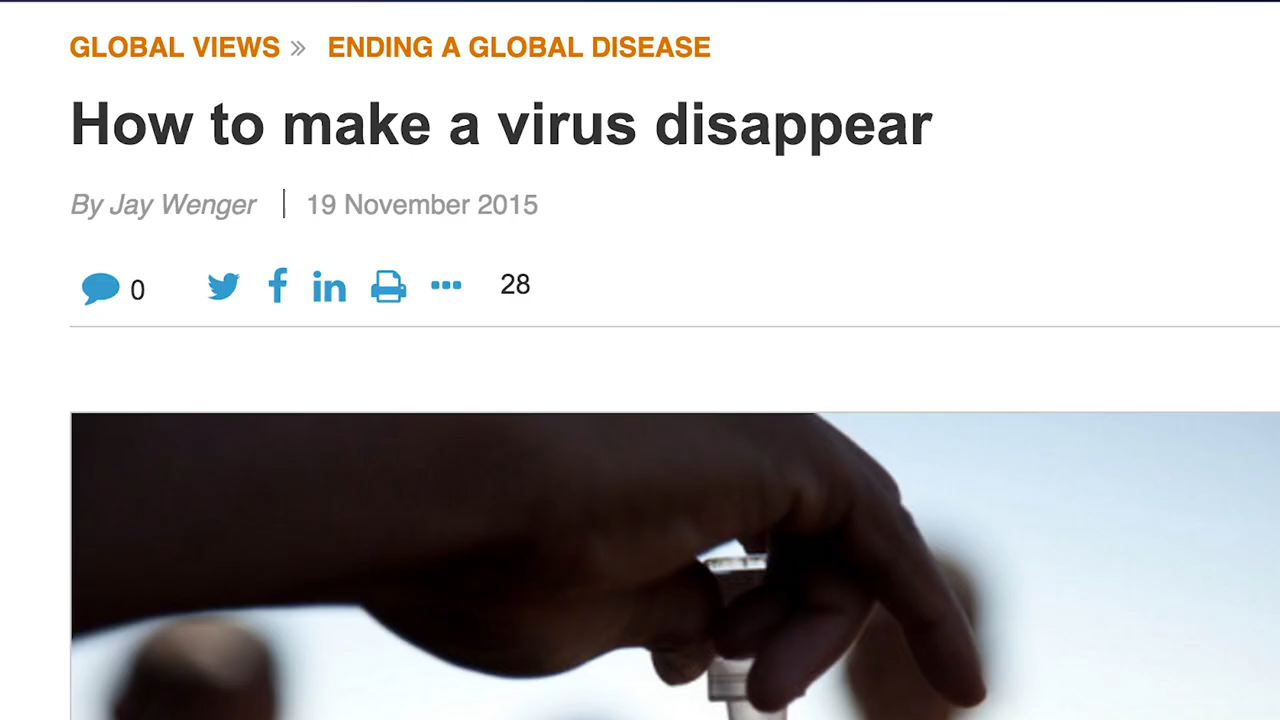 GLOBAL VIEWS » ENDING A GLOBAL DISEASE
How to make a virus disappear
By Jay Wenger | 19 November 2015
0 28